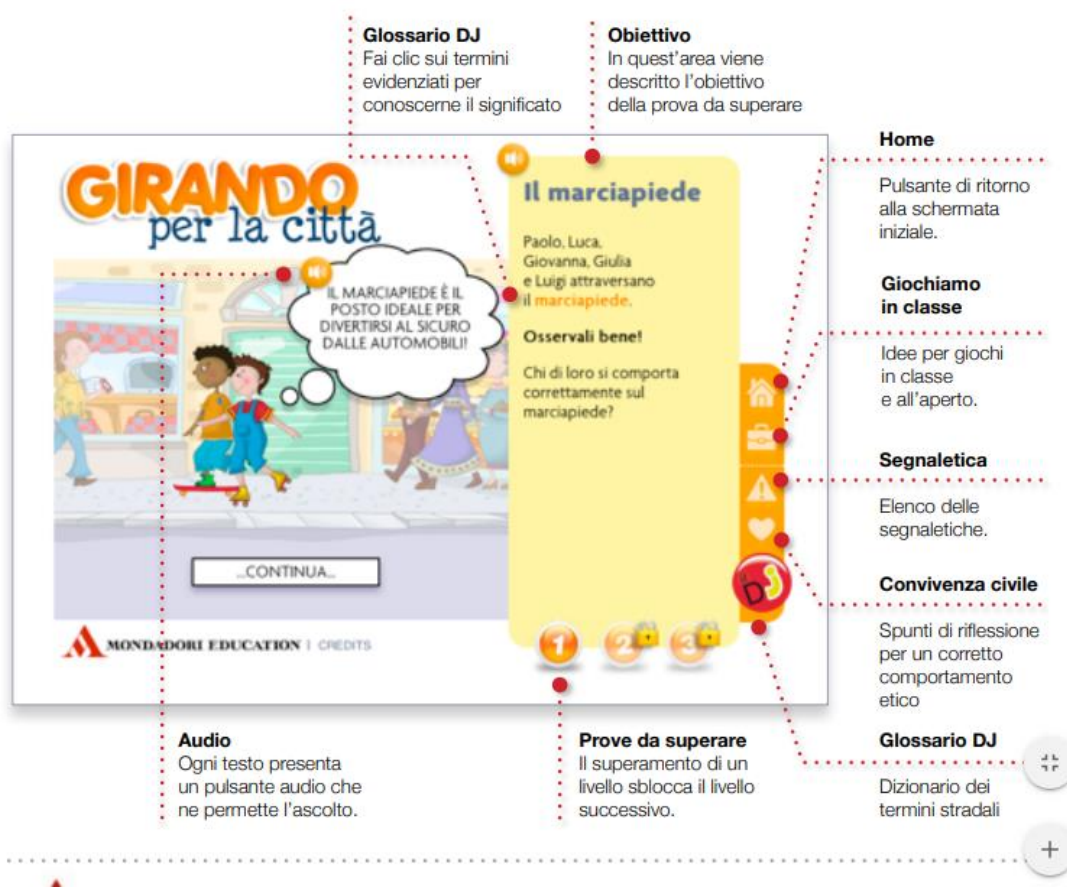 Glossario DJ
Fai clic sui termini
evidenziati per
conoscerne il significato
Obiettivo
In quest'area viene
descritto l'obiettivo
della prova da superare
GIRANDO
per la città
IL MARCIAPIEDE È IL
POSTO IDEALE PER
DIVERTIRSI AL SICURO
DALLE AUTOMOBILI!
...CONTINUA...
MONDADORI EDUCATION | CREDITS
Il marciapiede
Paolo, Luca,
Giovanna, Giulia
e Luigi attraversano
il marciapiede.
Osservali bene!
Chi di loro si comporta
correttamente sul
marciapiede?
1 2 3
DJ
Home
Pulsante di ritorno
alla schermata
iniziale.
Giochiamo
in classe
Idee per giochi
in classe
e all'aperto.
Segnaletica
Elenco delle
segnaletiche.
Convivenza civile
Spunti di riflessione
per un corretto
comportamento
etico
Glossario DJ
Dizionario dei
termini stradali
Audio
Ogni testo presenta
un pulsante audio che
ne permette l'ascolto.
Prove da superare
Il superamento di un
livello sblocca il livello
successivo.